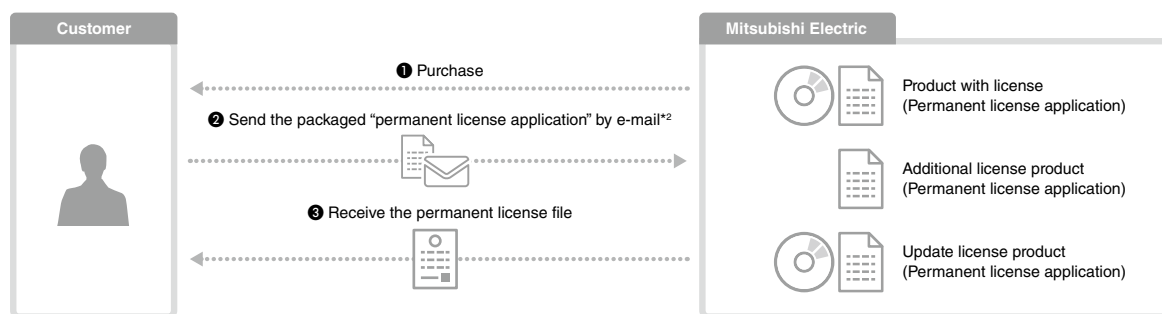 Customer
Mitsubishi Electric
❶ Purchase
❷ Send the packaged “permanent license application” by e-mail*2
❸ Receive the permanent license file
Product with license
(Permanent license application)
Additional license product
(Permanent license application)
Update license product
(Permanent license application)